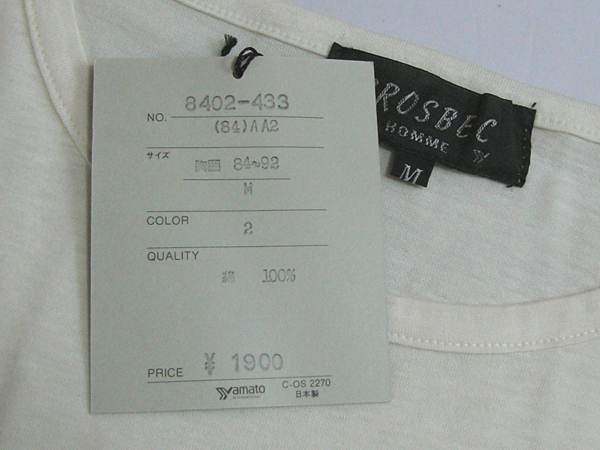 8402-433
NO.
(84)AA2
サイズ
胸囲 84~92
M
COLOR
2
QUALITY
綿 100%
PRICE ¥ 1900
Yamato
INTERNATIONAL
C-OS 2270
日本製
ROSBEC
HOMME
M